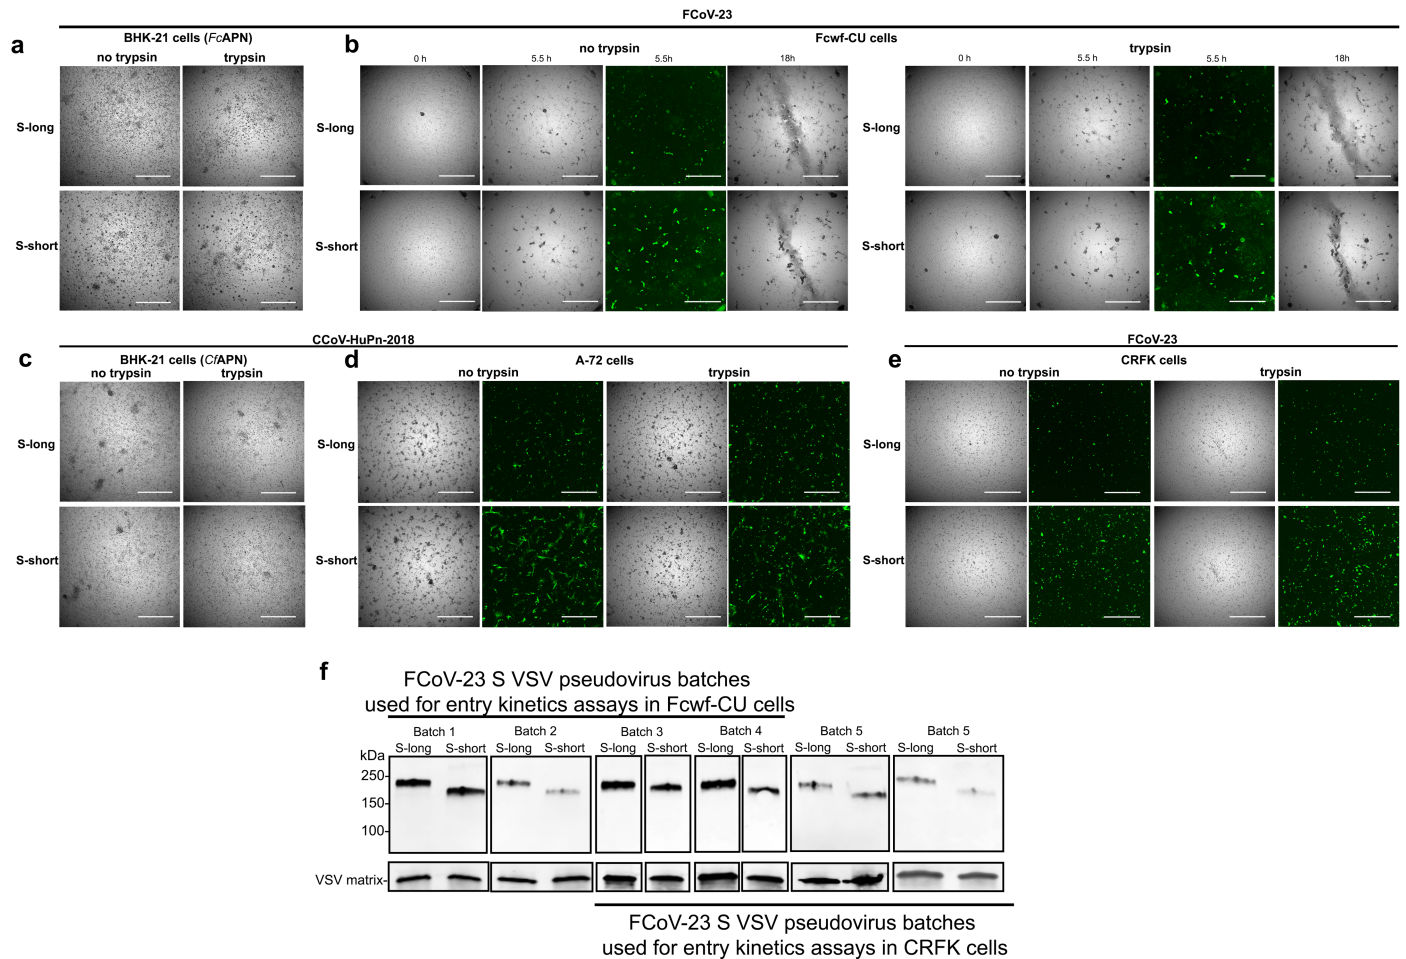 FCoV-23
a
BHK-21 cells (FcAPN)
no trypsin trypsin
b
Fcwf-CU cells
no trypsin trypsin
0 h 5.5 h 5.5h 18h 0 h 5.5 h 5.5 h 18h
S-long S-long S-long
S-short S-short S-short
CCoV-HuPn-2018
c
BHK-21 cells (CfAPN)
no trypsin trypsin
d
A-72 cells
no trypsin trypsin
S-long S-long
S-short S-short
FCoV-23
e
CRFK cells
no trypsin trypsin
S-long
S-short
f
FCoV-23 S VSV pseudovirus batches
used for entry kinetics assays in Fcwf-CU cells
Batch 1 Batch 2 Batch 3 Batch 4 Batch 5 Batch 5
S-long S-short S-long S-short S-long S-short S-long S-short S-long S-short S-long S-short
kDa
250-
150-
100-
VSV matrix-
FCoV-23 S VSV pseudovirus batches
used for entry kinetics assays in CRFK cells